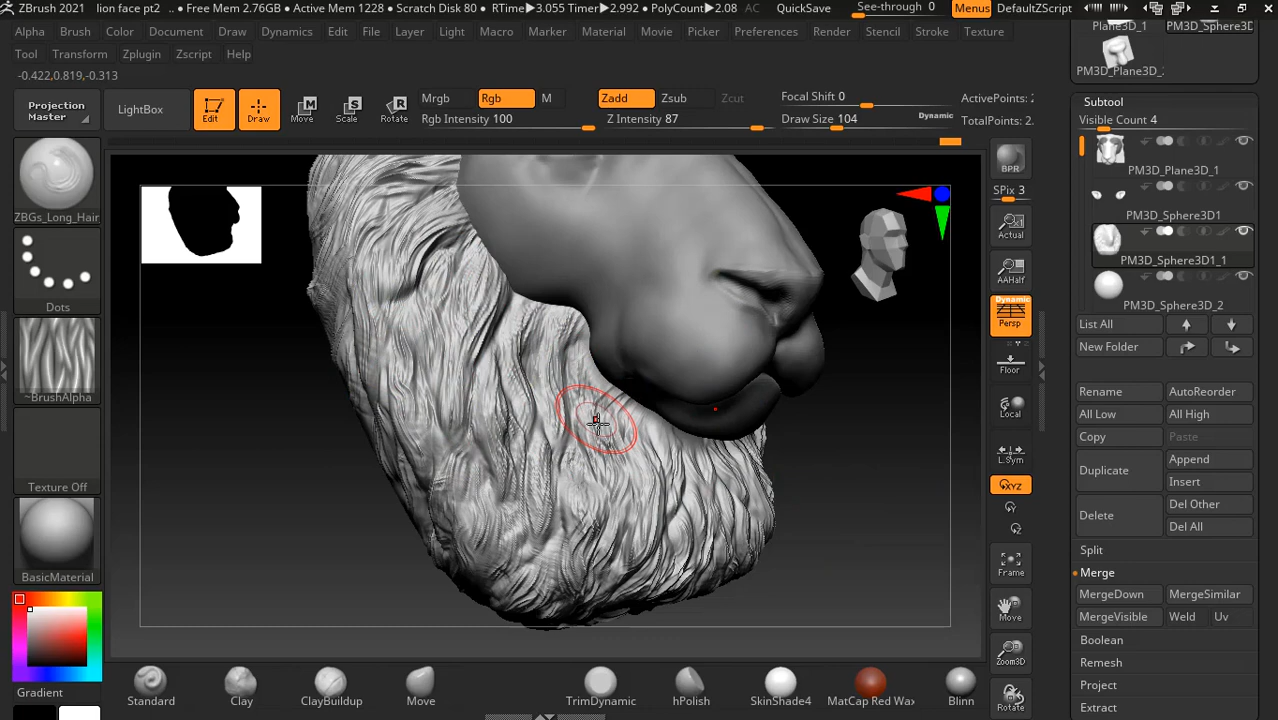 ZBrush 2021 lion face pt2 .. • Free Mem 2.76GB • Active Mem 1228 • Scratch Disk 80 • RTime▶3.055 Timer▶2.992 • PolyCount▶2.08 AC QuickSave See-through 0 Menus DefaultZScript
Alpha Brush Color Document Draw Dynamics Edit File Layer Light Macro Marker Material Movie Picker Preferences Render Stencil Stroke Texture
Tool Transform Zplugin Zscript Help
-0.422,0.819,-0.313
Projection
Master
LightBox
Edit
Draw
Move
Scale
Rotate
Mrgb Rgb M
Rgb Intensity 100
Zadd Zsub Zcut
Z Intensity 87
Focal Shift 0
Draw Size 104 Dynamic
ActivePoints:
TotalPoints: 2.
ZBGs_Long_Hair
Dots
~BrushAlpha
Texture Off
BasicMaterial
Gradient
BPR
SPix 3
Actual
AAHalf
Dynamic
Persp
Floor
Local
L.Sym
XYZ
Frame
Move
Zoom3D
Rotate
Plane3D_1 PM3D_Sphere3D
PM3D_Plane3D_
Subtool
Visible Count 4
PM3D_Plane3D_1
PM3D_Sphere3D1
PM3D_Sphere3D1_1
PM3D_Sphere3D_2
List All
New Folder
Rename AutoReorder
All Low All High
Copy Paste
Duplicate Append
Insert
Delete Del Other
Del All
Split
Merge
MergeDown MergeSimilar
MergeVisible Weld Uv
Boolean
Remesh
Project
Extract
Standard Clay ClayBuildup Move TrimDynamic hPolish SkinShade4 MatCap Red Wax Blinn